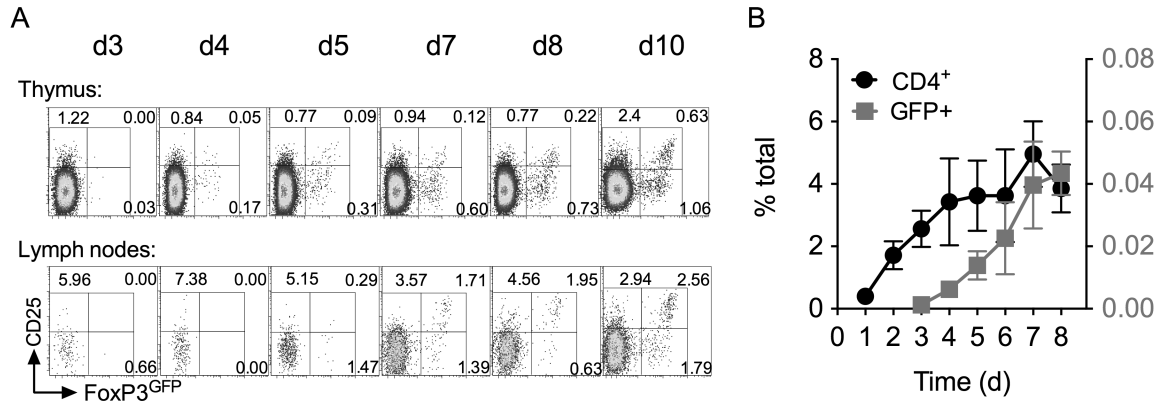 A
d3 d4 d5 d7 d8 d10
Thymus:
1.22 0.00 0.84 0.05 0.77 0.09 0.94 0.12 0.77 0.22 2.4 0.63
0.03 0.17 0.31 0.60 0.73 1.06
Lymph nodes:
5.96 0.00 7.38 0.00 5.15 0.29 3.57 1.71 4.56 1.95 2.94 2.56
0.66 0.00 1.47 1.39 0.63 1.79
CD25
FoxP3GFP
B
CD4+
GFP+
% total
8 0.08
6 0.06
4 0.04
2 0.02
0 0.00
0 1 2 3 4 5 6 7 8
Time (d)